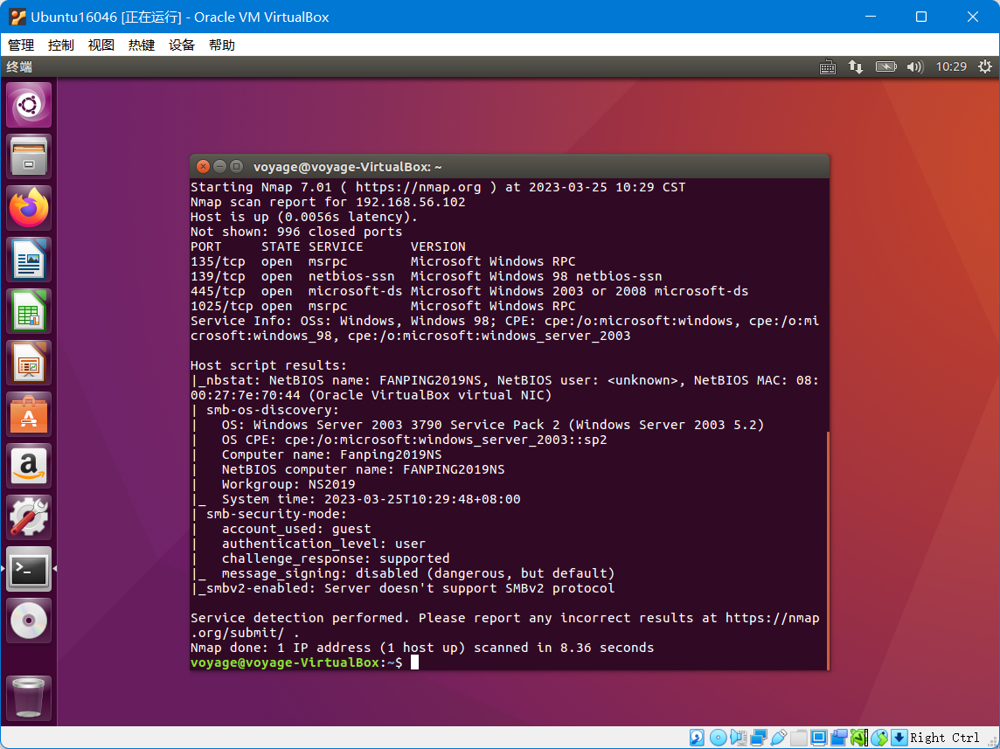 Ubuntu16046 [正在运行] - Oracle VM VirtualBox
管理 控制 视图 热键 设备 帮助
终端 10:29
voyage@voyage-VirtualBox: ~
Starting Nmap 7.01 ( https://nmap.org ) at 2023-03-25 10:29 CST
Nmap scan report for 192.168.56.102
Host is up (0.0056s latency).
Not shown: 996 closed ports
PORT     STATE SERVICE      VERSION
135/tcp  open  msrpc        Microsoft Windows RPC
139/tcp  open  netbios-ssn  Microsoft Windows 98 netbios-ssn
445/tcp  open  microsoft-ds Microsoft Windows 2003 or 2008 microsoft-ds
1025/tcp open  msrpc        Microsoft Windows RPC
Service Info: OSs: Windows, Windows 98; CPE: cpe:/o:microsoft:windows, cpe:/o:mi
crosoft:windows_98, cpe:/o:microsoft:windows_server_2003
Host script results:
|_nbstat: NetBIOS name: FANPING2019NS, NetBIOS user: <unknown>, NetBIOS MAC: 08:
00:27:7e:70:44 (Oracle VirtualBox virtual NIC)
| smb-os-discovery:
|   OS: Windows Server 2003 3790 Service Pack 2 (Windows Server 2003 5.2)
|   OS CPE: cpe:/o:microsoft:windows_server_2003::sp2
|   Computer name: Fanping2019NS
|   NetBIOS computer name: FANPING2019NS
|   Workgroup: NS2019
|_  System time: 2023-03-25T10:29:48+08:00
| smb-security-mode:
|   account_used: guest
|   authentication_level: user
|   challenge_response: supported
|_  message_signing: disabled (dangerous, but default)
|_smbv2-enabled: Server doesn't support SMBv2 protocol
Service detection performed. Please report any incorrect results at https://nmap
.org/submit/ .
Nmap done: 1 IP address (1 host up) scanned in 8.36 seconds
voyage@voyage-VirtualBox:~$
Right Ctrl